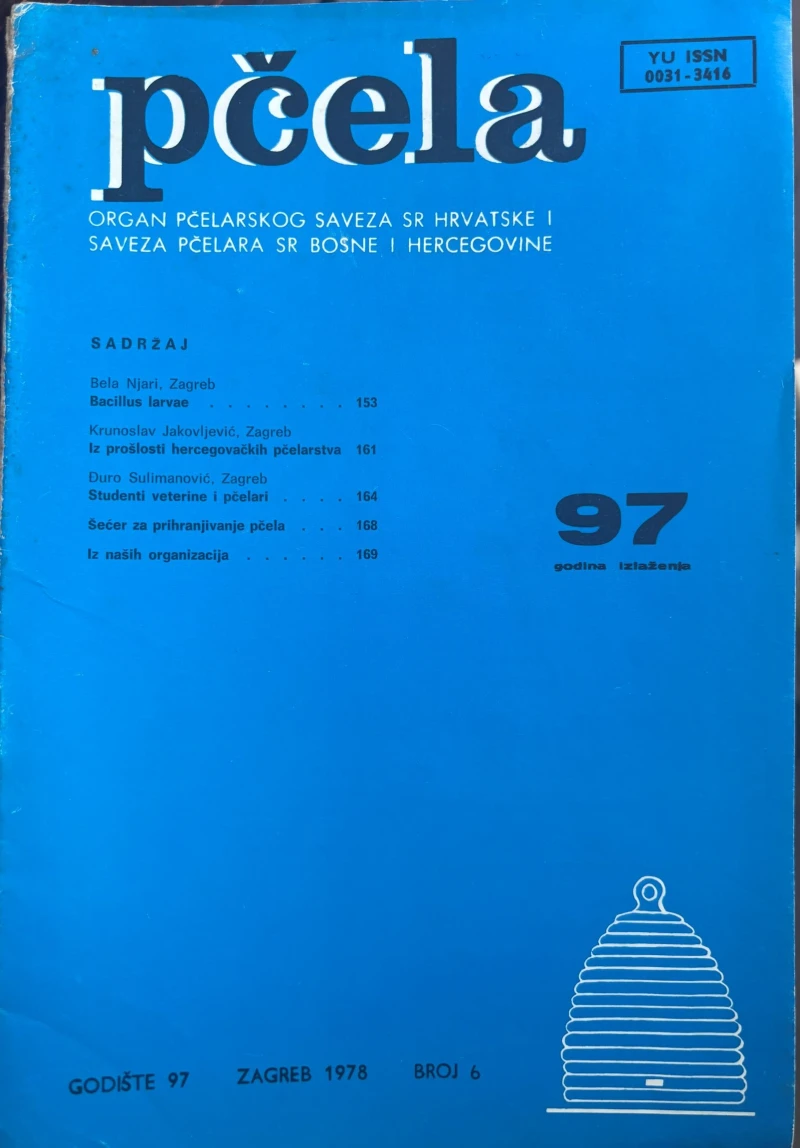 pčela
YU ISSN
0031-3416
ORGAN PČELARSKOG SAVEZA SR HRVATSKE I
SAVEZA PČELARA SR BOSNE I HERCEGOVINE
SADRŽAJ
Bela Njari, Zagreb
Bacillus larvae . . . . . . . . 153
Krunoslav Jakovljević, Zagreb
Iz prošlosti hercegovačkih pčelarstva 161
Đuro Sulimanović, Zagreb
Studenti veterine i pčelari . . . . 164
Šećer za prihranjivanje pčela . . . 168
Iz naših organizacija . . . . . . 169
97
godina izlaženja
GODIŠTE 97 ZAGREB 1978 BROJ 6